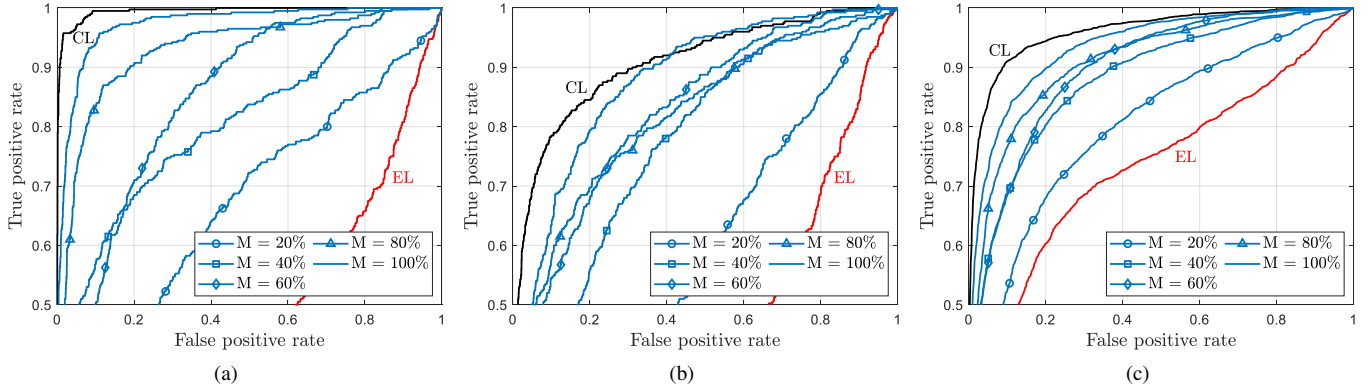 True positive rate
1
0.9
0.8
0.7
0.6
0.5
CL
EL
M = 20%
M = 40%
M = 60%
M = 80%
M = 100%
0
0.2
0.4
0.6
0.8
1
False positive rate
(a)
True positive rate
1
0.9
0.8
0.7
0.6
0.5
CL
EL
M = 20%
M = 40%
M = 60%
M = 80%
M = 100%
0
0.2
0.4
0.6
0.8
1
False positive rate
(b)
True positive rate
1
0.9
0.8
0.7
0.6
0.5
CL
EL
M = 20%
M = 40%
M = 60%
M = 80%
M = 100%
0
0.2
0.4
0.6
0.8
1
False positive rate
(c)